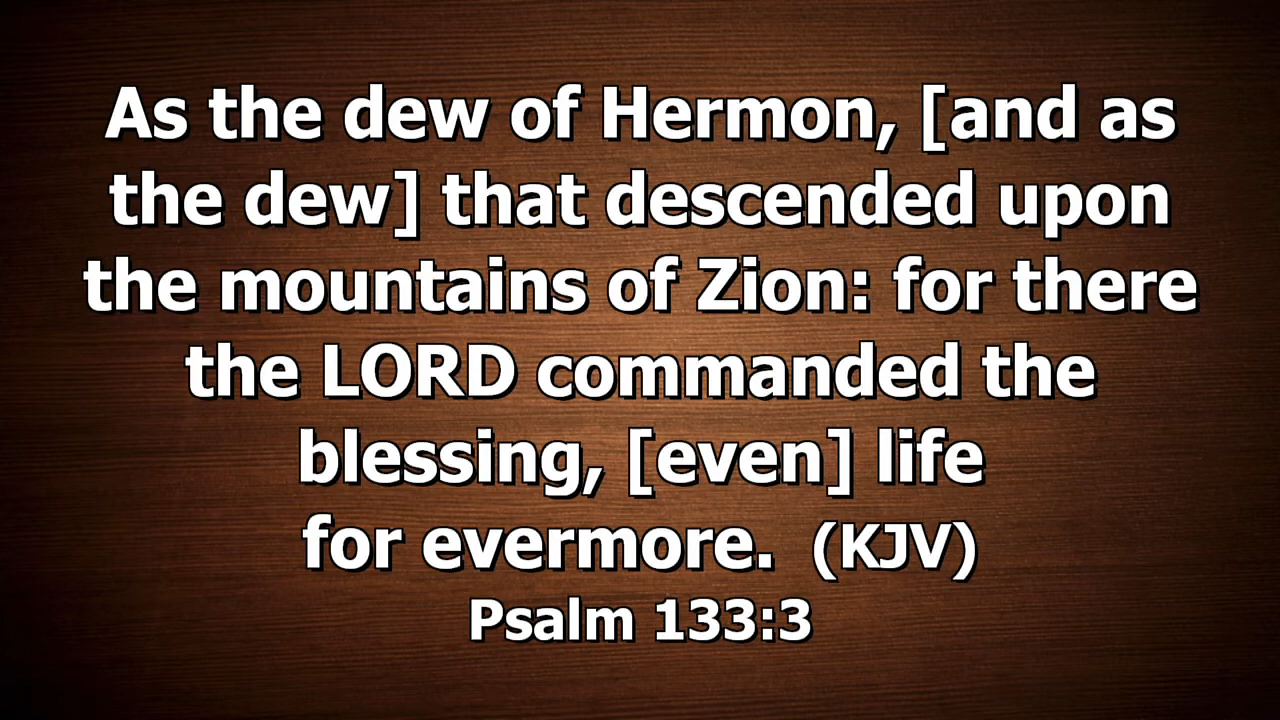 As the dew of Hermon, [and as
the dew] that descended upon
the mountains of Zion: for there
the LORD commanded the
blessing, [even] life
for evermore. (KJV)
Psalm 133:3